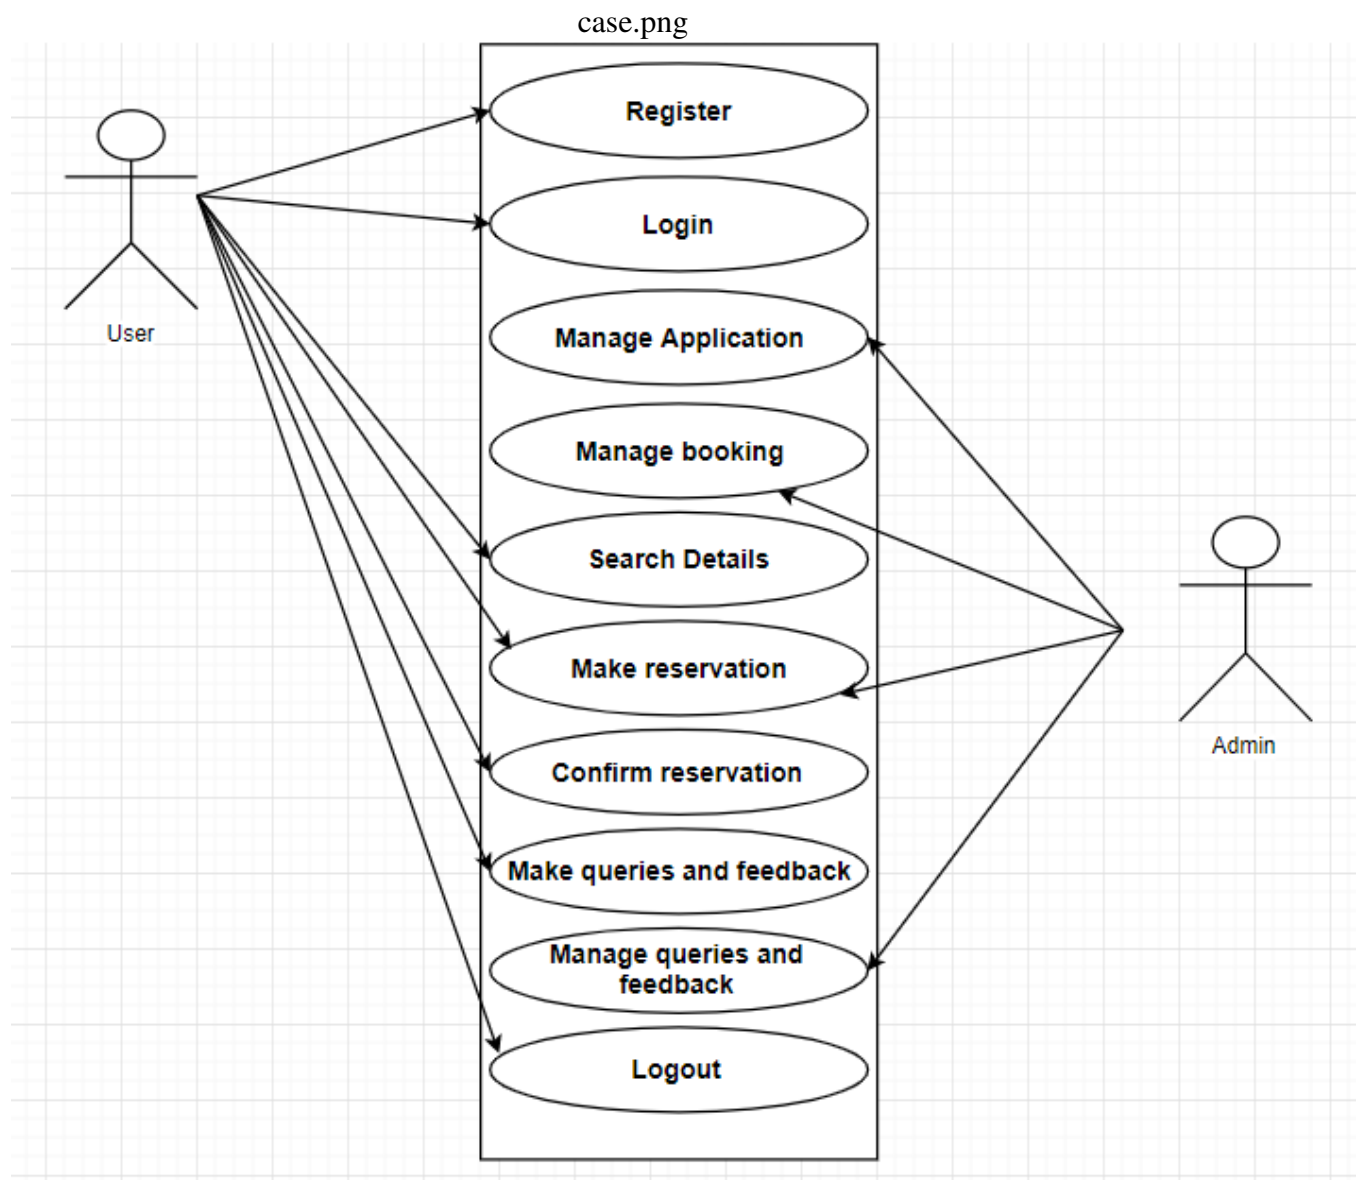 case.png
Register
Login
User
Manage Application
Manage booking
Search Details
Make reservation
Admin
Confirm reservation
Make queries and feedback
Manage queries and
feedback
Logout